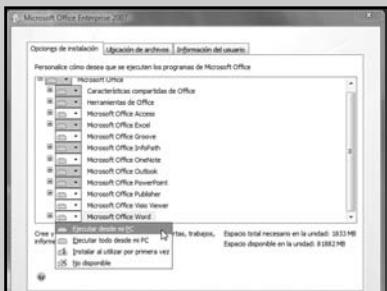 Microsoft Office Enterprise 2007
Opciones de instalación
Ubicación de archivos
Información del usuario
Personalice cómo desea que se ejecuten los programas de Microsoft Office
Microsoft Office
Características compartidas de Office
Herramientas de Office
Microsoft Office Access
Microsoft Office Excel
Microsoft Office Groove
Microsoft Office InfoPath
Microsoft Office OneNote
Microsoft Office Outlook
Microsoft Office PowerPoint
Microsoft Office Publisher
Microsoft Office Visio Viewer
Microsoft Office Word
Ejecutar desde mi PC
Ejecutar todo desde mi PC
Instalar al utilizar por primera vez
No disponible
Cree y
informe
rtas, trabajos,
Espacio total necesario en la unidad: 1833 MB
Espacio disponible en la unidad: 81882 MB